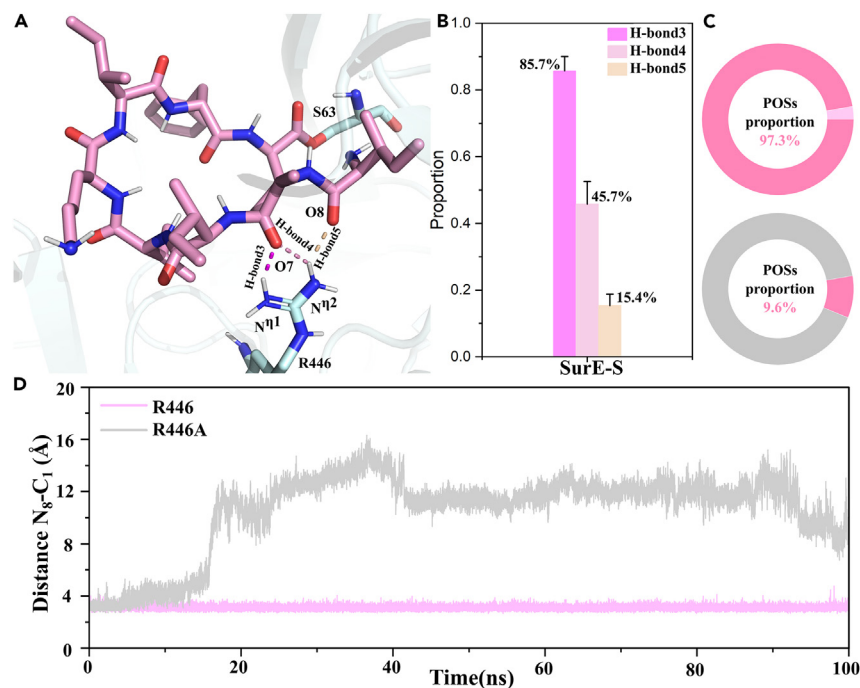 A
S63
O8
H-bond4
H-bond5
H-bond3
O7
Nη1
Nη2
R446
B
Proportion
1.0
0.8
0.6
0.4
0.2
0.0
H-bond3
H-bond4
H-bond5
85.7%
45.7%
15.4%
SurE-S
C
POSs
proportion
97.3%
POSs
proportion
9.6%
D
Distance N8-C1 (Å)
20
16
12
8
4
0
R446
R446A
0
20
40
60
80
100
Time(ns)